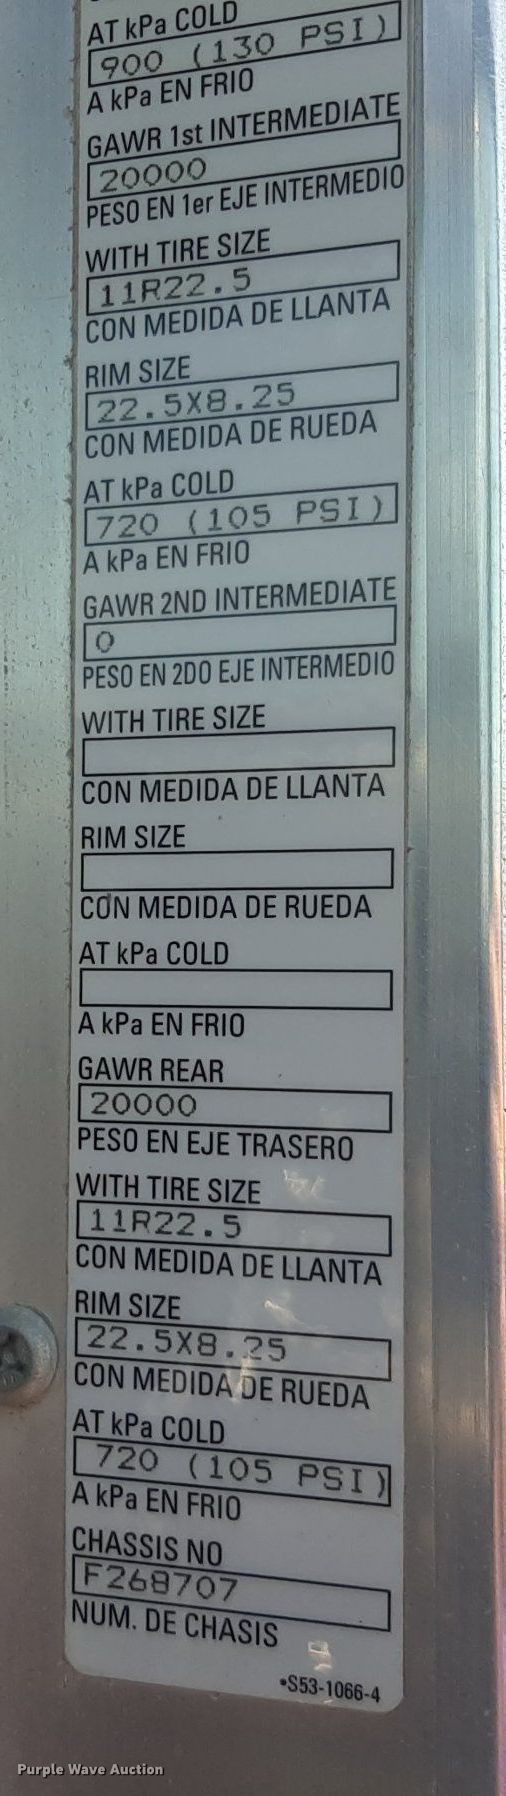 AT kPa COLD
900 (130 PSI)
A kPa EN FRIO
GAWR 1st INTERMEDIATE
20000
PESO EN 1er EJE INTERMEDIO
WITH TIRE SIZE
11R22.5
CON MEDIDA DE LLANTA
RIM SIZE
22.5X8.25
CON MEDIDA DE RUEDA
AT kPa COLD
720 (105 PSI)
A kPa EN FRIO
GAWR 2ND INTERMEDIATE
0
PESO EN 2DO EJE INTERMEDIO
WITH TIRE SIZE
CON MEDIDA DE LLANTA
RIM SIZE
CON MEDIDA DE RUEDA
AT kPa COLD
A kPa EN FRIO
GAWR REAR
20000
PESO EN EJE TRASERO
WITH TIRE SIZE
11R22.5
CON MEDIDA DE LLANTA
RIM SIZE
22.5X8.25
CON MEDIDA DE RUEDA
AT kPa COLD
720 (105 PSI)
A kPa EN FRIO
CHASSIS NO
F268707
NUM. DE CHASIS
•S53-1066-4
Purple Wave Auction